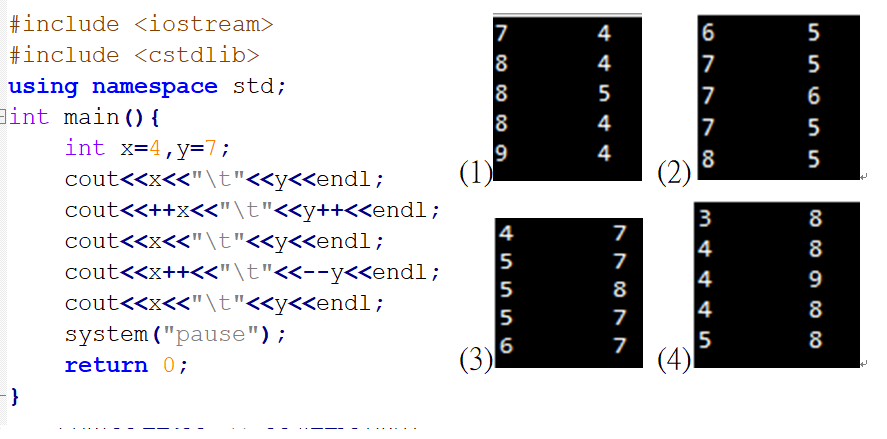 #include <iostream>
#include <cstdlib>
using namespace std;
int main(){
int x=4,y=7;
cout<<x<<"\t"<<y<<endl;
cout<<++x<<"\t"<<y++<<endl;
cout<<x<<"\t"<<y<<endl;
cout<<x++<<"\t"<<--y<<endl;
cout<<x<<"\t"<<y<<endl;
system("pause");
return 0;
}
(1)
7 4
8 4
8 5
8 4
9 4
(2)
6 5
7 5
7 6
7 5
8 5
(3)
4 7
5 7
5 8
5 7
6 7
(4)
3 8
4 8
4 9
4 8
5 8